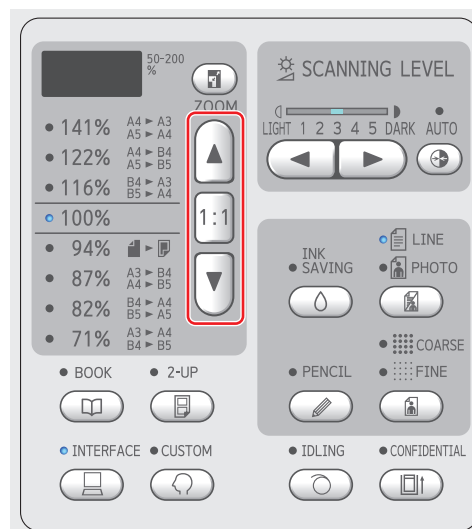 50-200
%
ZOOM
141% A4 ► A3
A5 ► A4
122% A4 ► B4
A5 ► B5
116% B4 ► A3
B5 ► A4
100%
1:1
94%
87% A3 ► B4
A4 ► B5
82% B4 ► A4
B5 ► A5
71% A3 ► A4
B4 ► B5
BOOK
2-UP
INTERFACE
CUSTOM
SCANNING LEVEL
LIGHT 1 2 3 4 5 DARK AUTO
INK
SAVING
LINE
PHOTO
COARSE
PENCIL
FINE
IDLING
CONFIDENTIAL